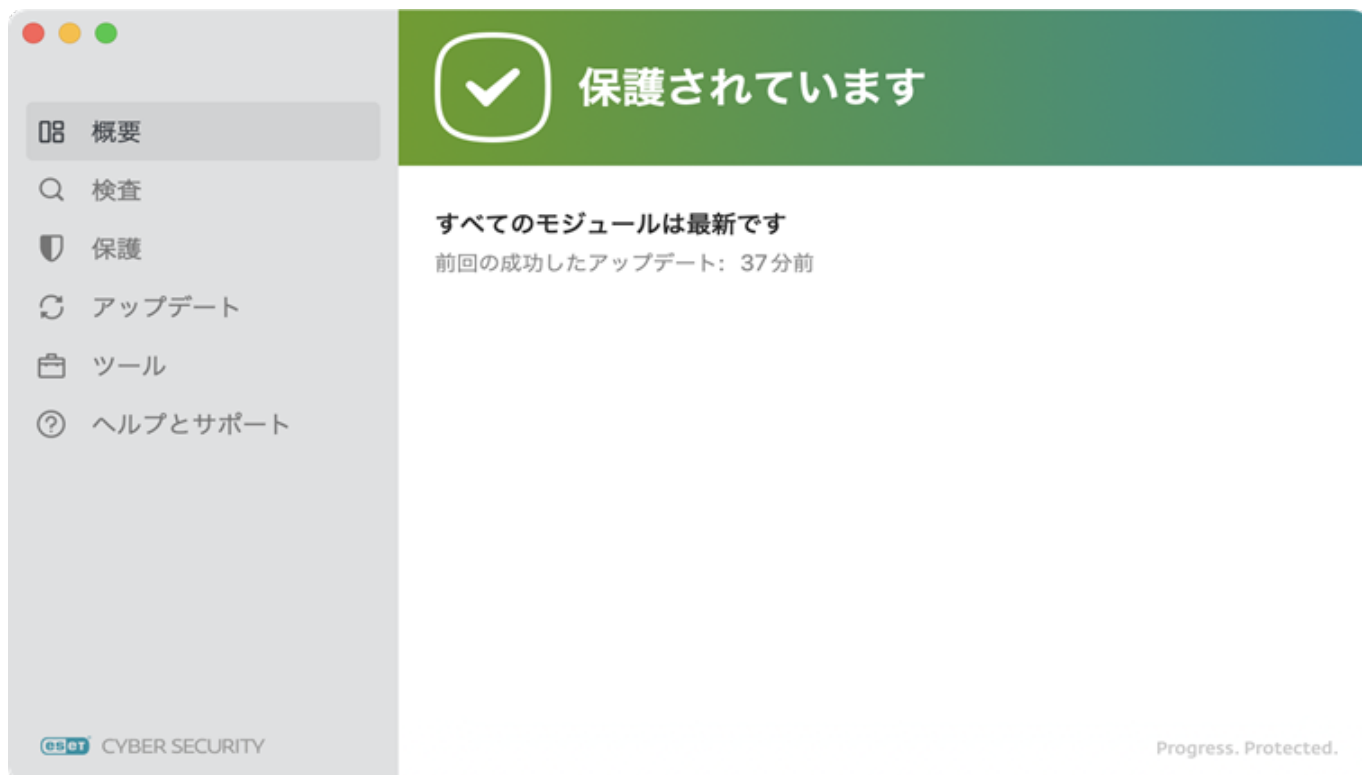 概要
検査
保護
アップデート
ツール
ヘルプとサポート
eset CYBER SECURITY
保護されています
すべてのモジュールは最新です
前回の成功したアップデート: 37分前
Progress. Protected.